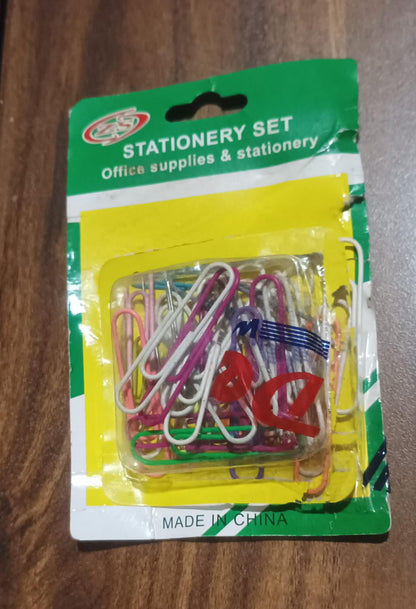 STATIONERY SET
Office supplies & stationery
MADE IN CHINA